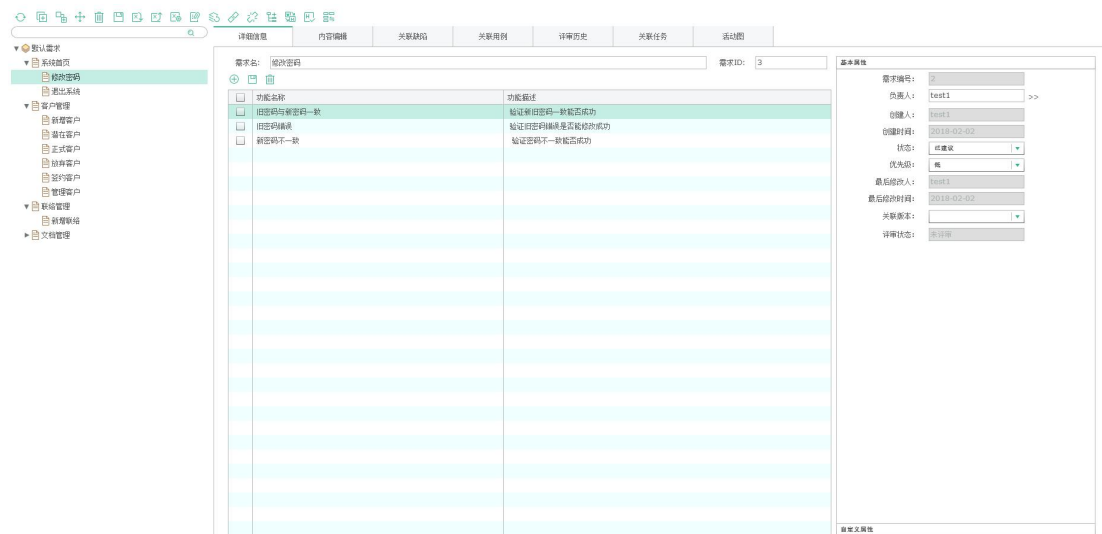 详细信息 内容编辑 关联缺陷 关联用例 评审历史 关联任务 活动图
默认需求
系统首页
修改密码
退出系统
客户管理
新增客户
潜在客户
正式客户
放弃客户
签约客户
管理客户
联络管理
新增联络
文档管理
需求名: 修改密码 需求ID: 3
功能名称 功能描述
旧密码与新密码一致 验证新旧密码一致能否成功
旧密码错误 验证旧密码错误是否能修改成功
新密码不一致 验证密码不一致能否成功
基本属性
需求编号: 2
负责人: test1 >>
创建人: test1
创建时间: 2018-02-02
状态: 已建议
优先级: 低
最后修改人: test1
最后修改时间: 2018-02-02
关联版本:
评审状态: 未评审
自定义属性